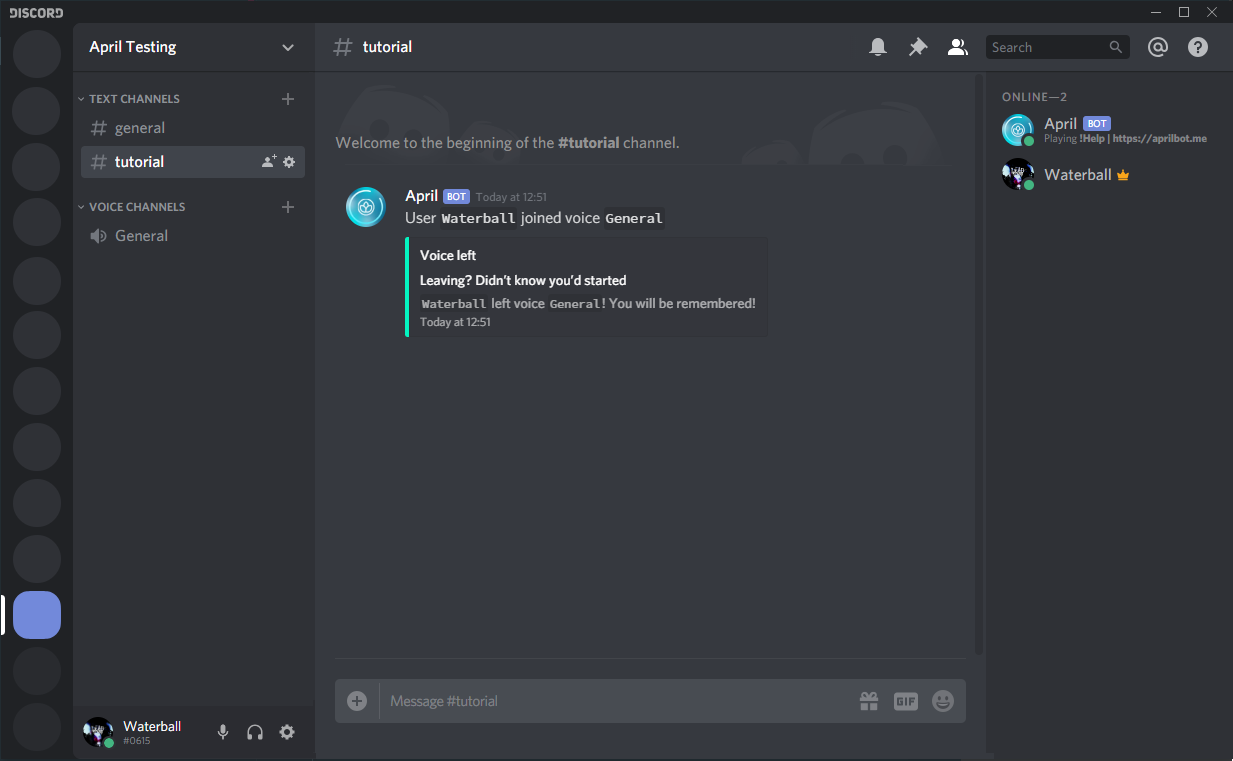 DISCORD
April Testing
TEXT CHANNELS
general
tutorial
VOICE CHANNELS
General
Waterball
#0615
# tutorial
Search
@ ?
Welcome to the beginning of the #tutorial channel.
April BOT Today at 12:51
User Waterball joined voice General
Voice left
Leaving? Didn't know you'd started
Waterball left voice General! You will be remembered!
Today at 12:51
Message #tutorial
GIF
ONLINE—2
April BOT
Playing !Help | https://aprilbot.me
Waterball